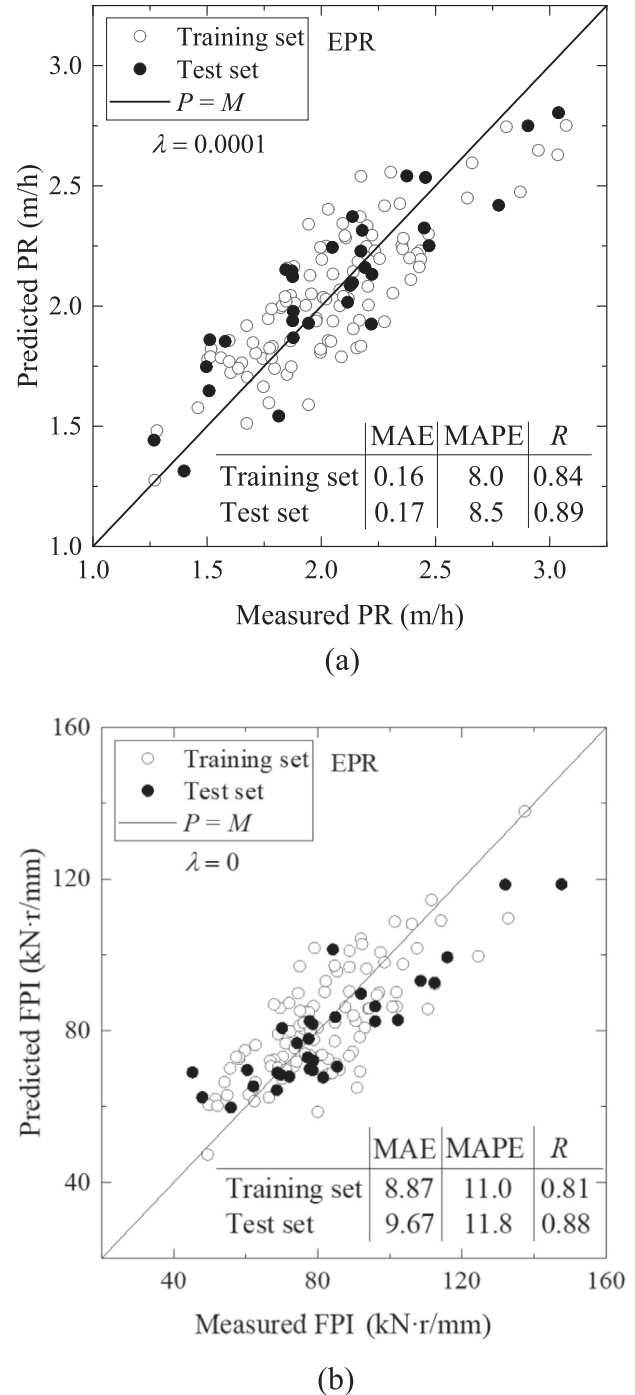 3.0
2.5
2.0
1.5
1.0
Predicted PR (m/h)
Training set
Test set
P = M
EPR
λ = 0.0001
MAE MAPE R
Training set 0.16 8.0 0.84
Test set 0.17 8.5 0.89
1.0 1.5 2.0 2.5 3.0
Measured PR (m/h)
(a)
160
120
80
40
Predicted FPI (kN·r/mm)
Training set
Test set
P = M
EPR
λ = 0
MAE MAPE R
Training set 8.87 11.0 0.81
Test set 9.67 11.8 0.88
40 80 120 160
Measured FPI (kN·r/mm)
(b)